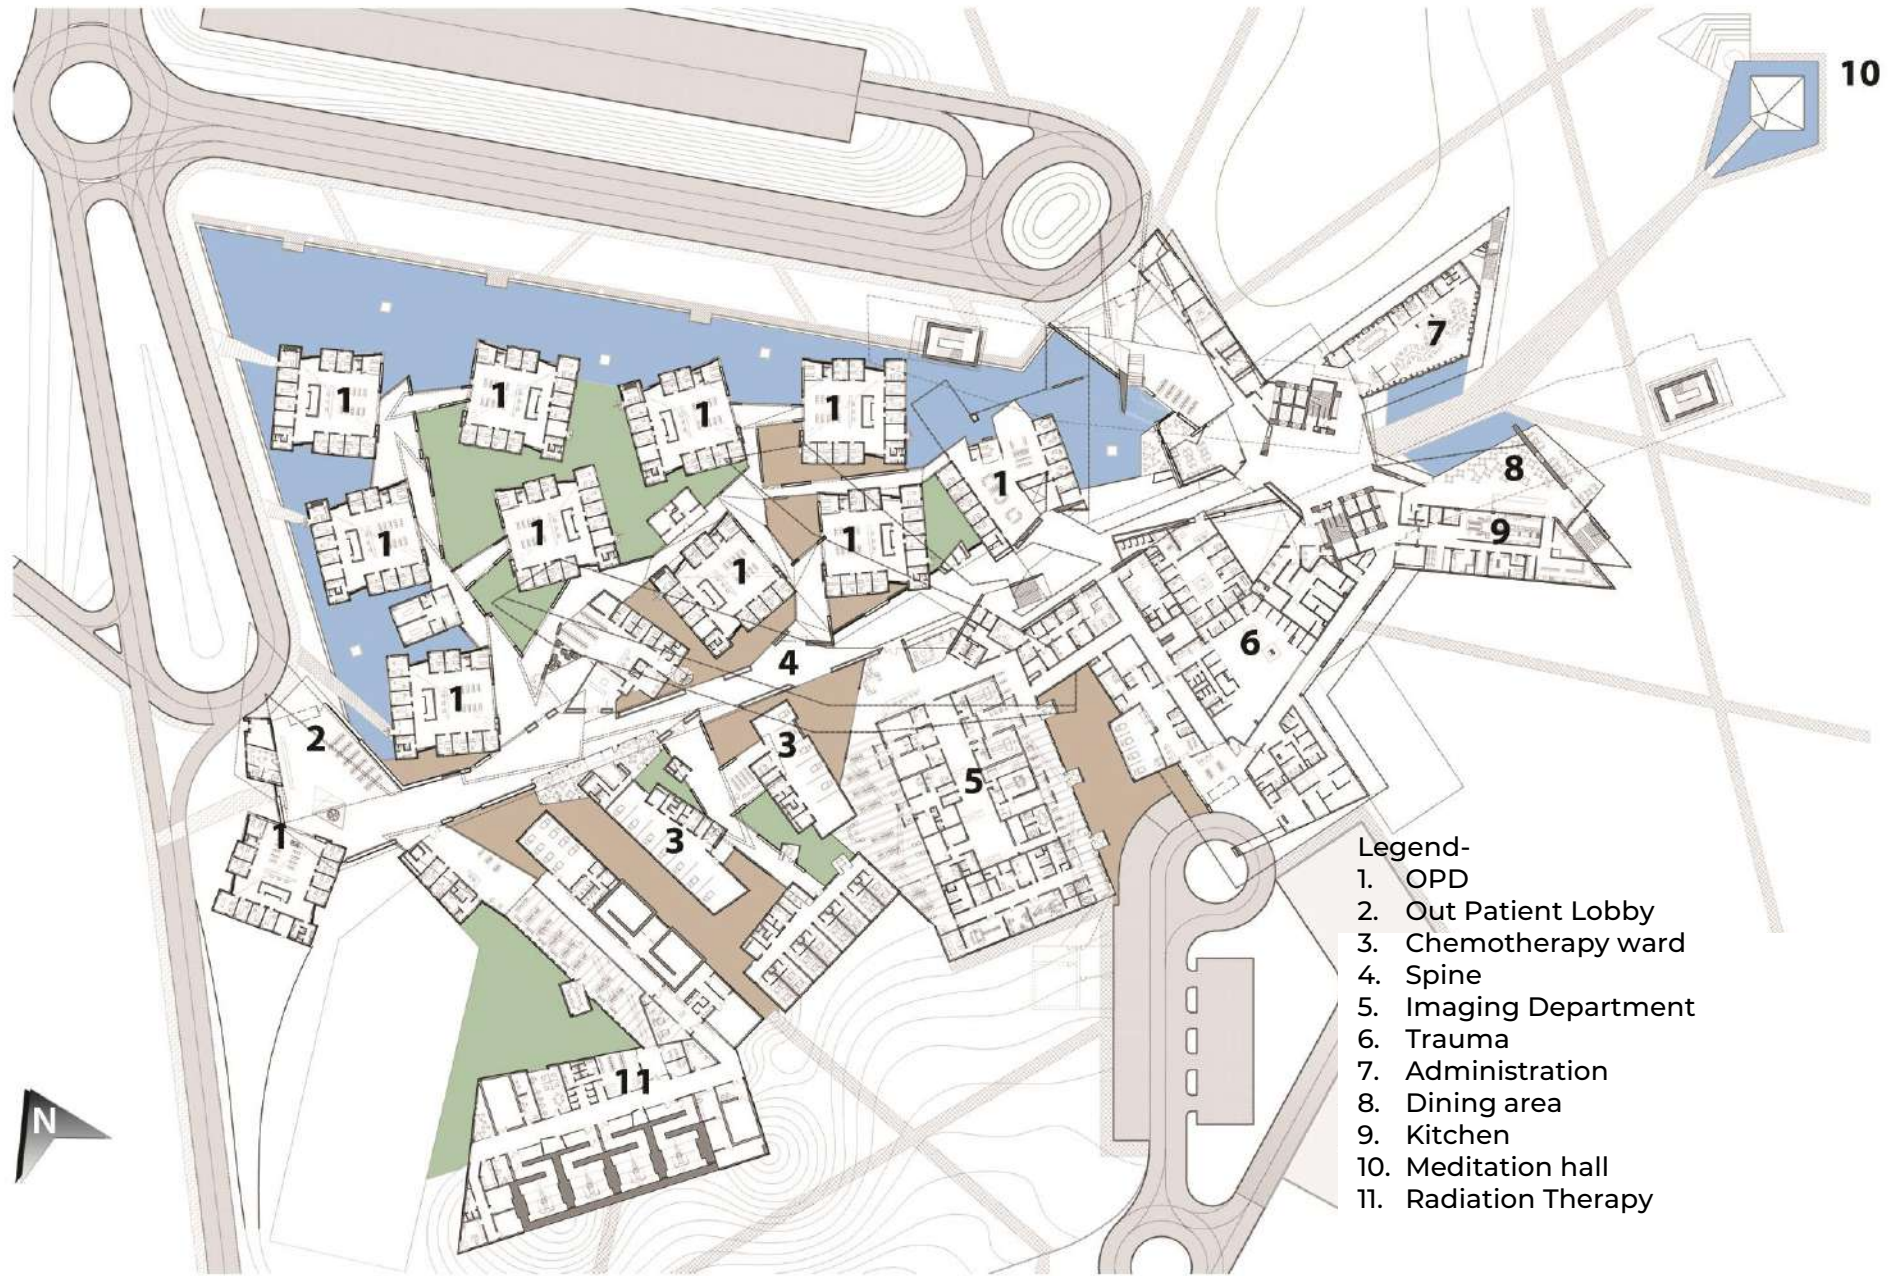 10
7
1
1
1
1
8
1
9
1
1
1
1
1
6
4
1
2
3
5
3
1
11
N
Legend-
1. OPD
2. Out Patient Lobby
3. Chemotherapy ward
4. Spine
5. Imaging Department
6. Trauma
7. Administration
8. Dining area
9. Kitchen
10. Meditation hall
11. Radiation Therapy